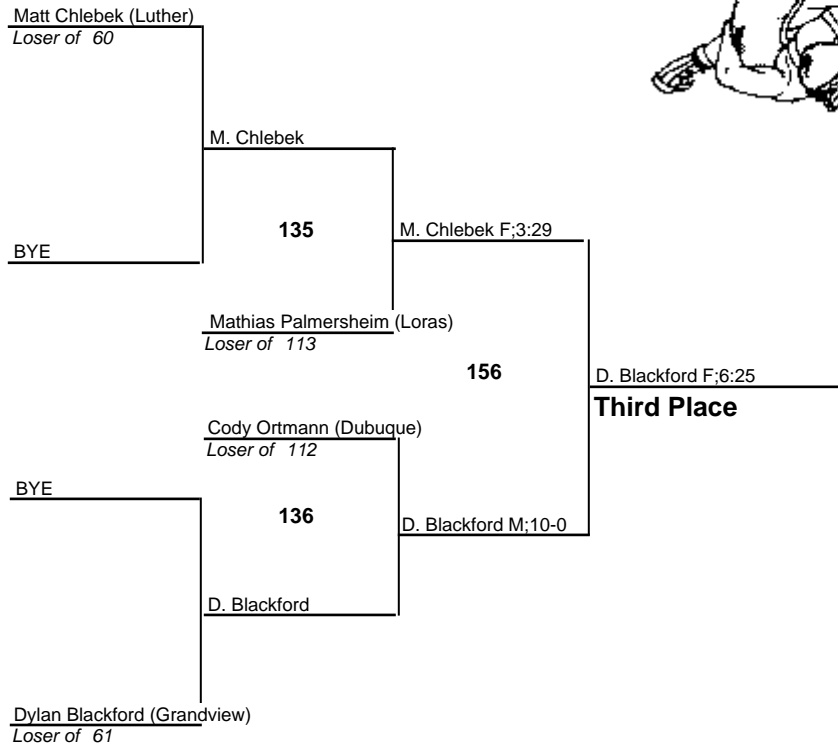 Matt Chlebek (Luther)
Loser of 60
M. Chlebek
135
M. Chlebek F;3:29
BYE
Mathias Palmersheim (Loras)
Loser of 113
156
D. Blackford F;6:25
Third Place
Cody Ortmann (Dubuque)
Loser of 112
BYE
136
D. Blackford M;10-0
D. Blackford
Dylan Blackford (Grandview)
Loser of 61